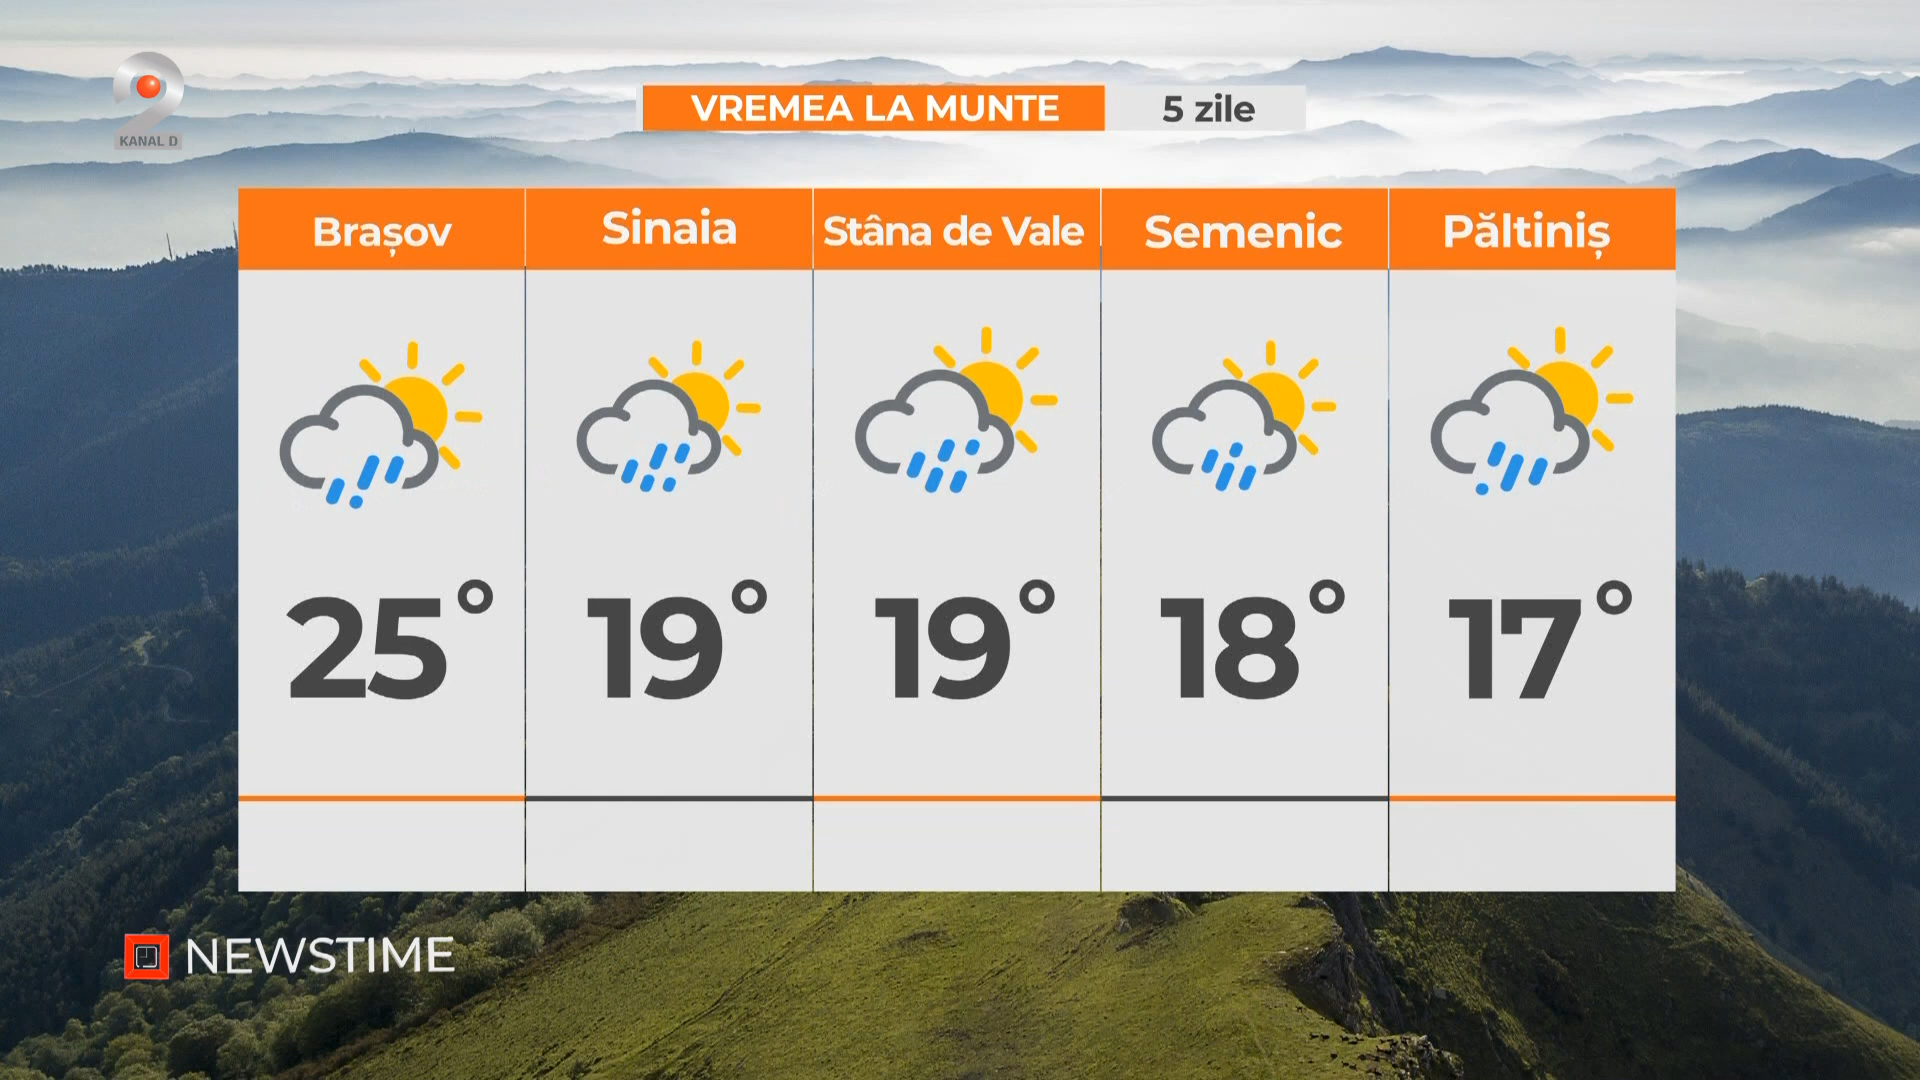 KANAL D
VREMEA LA MUNTE 5 zile
Brașov Sinaia Stâna de Vale Semenic Păltiniș
25° 19° 19° 18° 17°
NEWSTIME